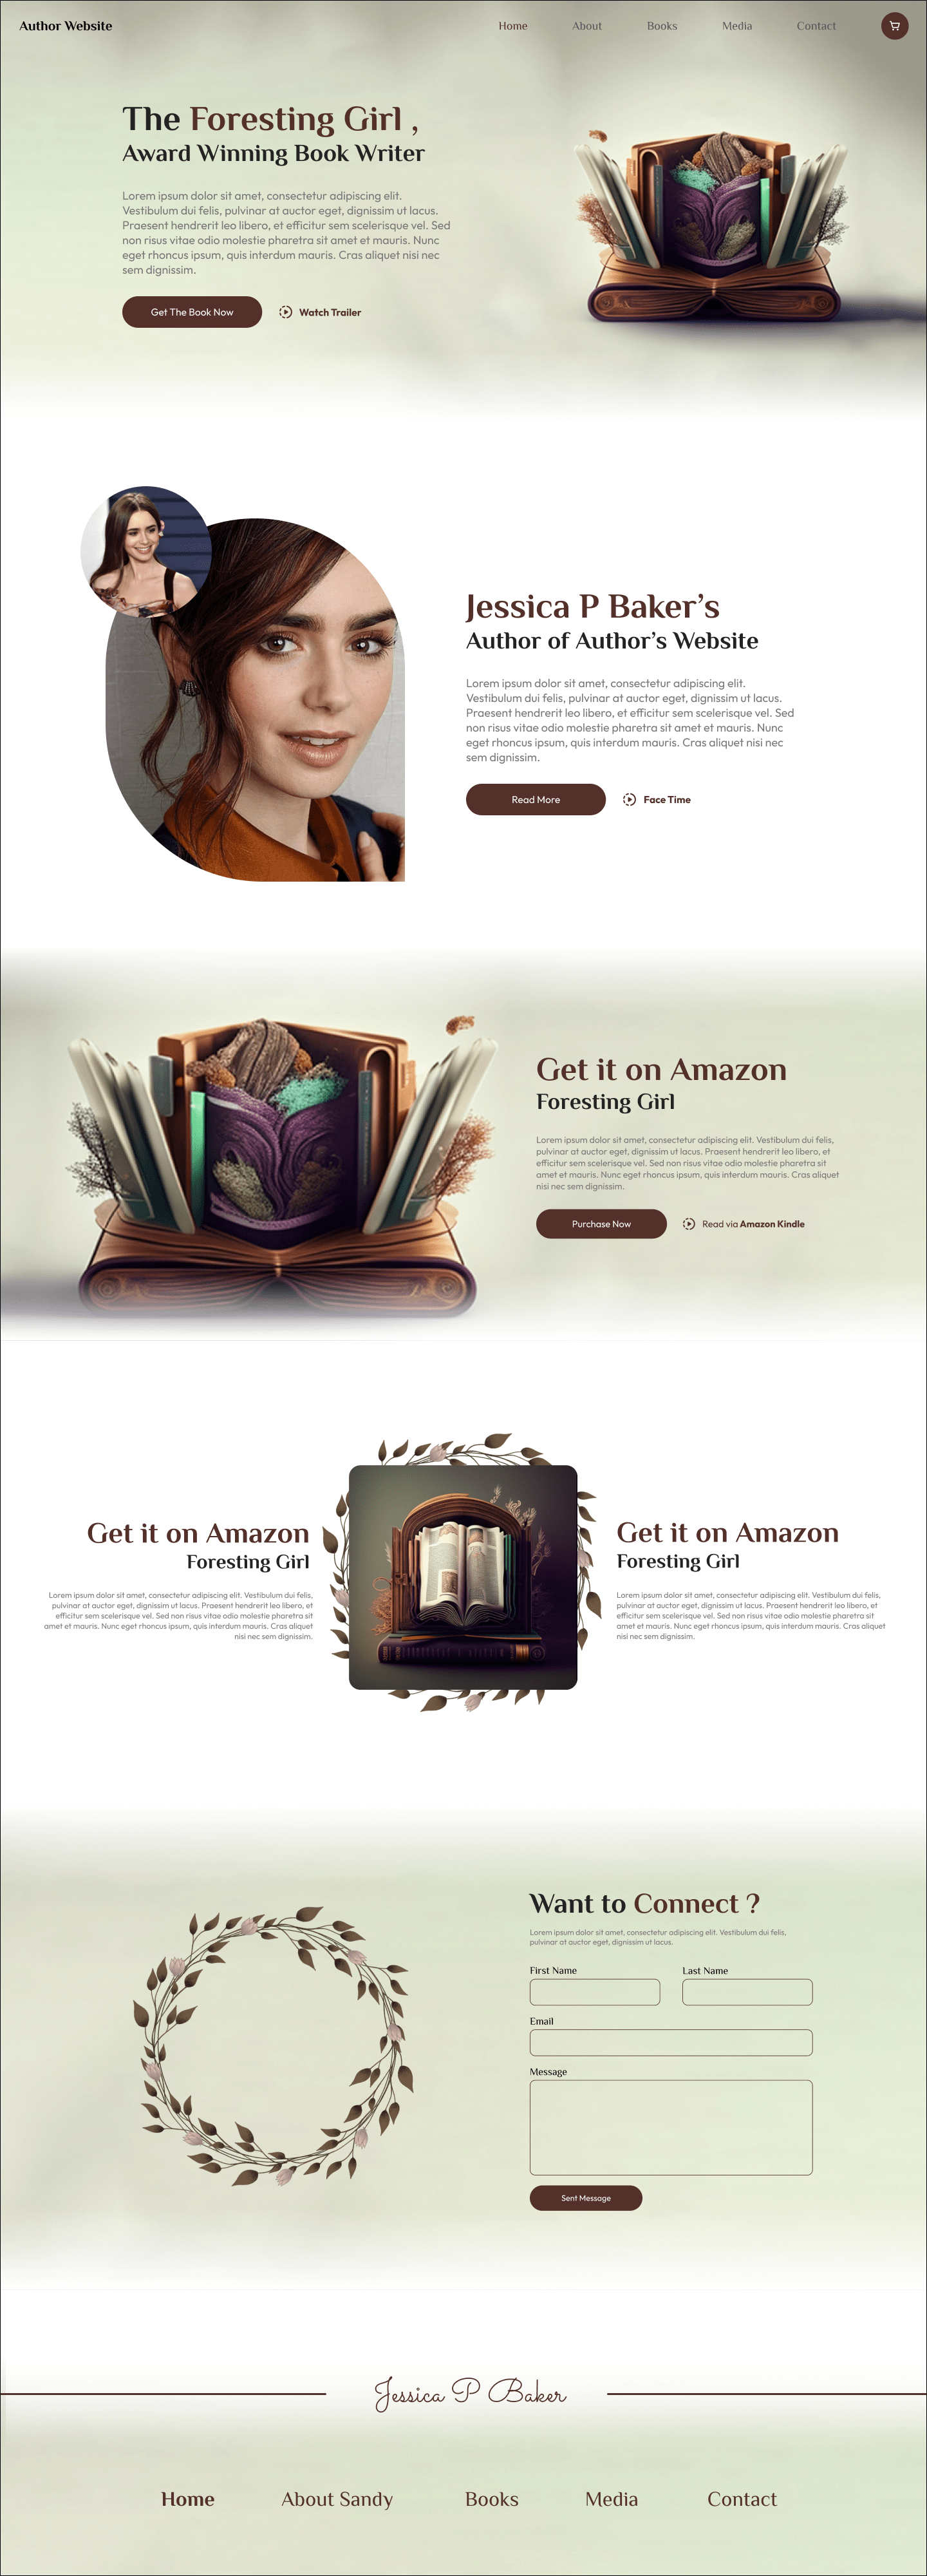 Author Website
Home About Books Media Contact
The Foresting Girl ,
Award Winning Book Writer
Lorem ipsum dolor sit amet, consectetur adipiscing elit.
Vestibulum dui felis, pulvinar at auctor eget, dignissim ut lacus.
Praesent hendrerit leo libero, et efficitur sem scelerisque vel. Sed
non risus vitae odio molestie pharetra sit amet et mauris. Nunc
eget rhoncus ipsum, quis interdum mauris. Cras aliquet nisi nec
sem dignissim.
Get The Book Now
Watch Trailer
Jessica P Baker’s
Author of Author’s Website
Lorem ipsum dolor sit amet, consectetur adipiscing elit.
Vestibulum dui felis, pulvinar at auctor eget, dignissim ut lacus.
Praesent hendrerit leo libero, et efficitur sem scelerisque vel. Sed
non risus vitae odio molestie pharetra sit amet et mauris. Nunc
eget rhoncus ipsum, quis interdum mauris. Cras aliquet nisi nec
sem dignissim.
Read More
Face Time
Get it on Amazon
Foresting Girl
Lorem ipsum dolor sit amet, consectetur adipiscing elit. Vestibulum dui felis,
pulvinar at auctor eget, dignissim ut lacus. Praesent hendrerit leo libero, et
efficitur sem scelerisque vel. Sed non risus vitae odio molestie pharetra sit
amet et mauris. Nunc eget rhoncus ipsum, quis interdum mauris. Cras aliquet
nisi nec sem dignissim.
Purchase Now
Read via Amazon Kindle
Get it on Amazon
Foresting Girl
Lorem ipsum dolor sit amet, consectetur adipiscing elit. Vestibulum dui felis,
pulvinar at auctor eget, dignissim ut lacus. Praesent hendrerit leo libero, et
efficitur sem scelerisque vel. Sed non risus vitae odio molestie pharetra sit
amet et mauris. Nunc eget rhoncus ipsum, quis interdum mauris. Cras aliquet
nisi nec sem dignissim.
Get it on Amazon
Foresting Girl
Lorem ipsum dolor sit amet, consectetur adipiscing elit. Vestibulum dui felis,
pulvinar at auctor eget, dignissim ut lacus. Praesent hendrerit leo libero, et
efficitur sem scelerisque vel. Sed non risus vitae odio molestie pharetra sit
amet et mauris. Nunc eget rhoncus ipsum, quis interdum mauris. Cras aliquet
nisi nec sem dignissim.
Want to Connect ?
Lorem ipsum dolor sit amet, consectetur adipiscing elit. Vestibulum dui felis,
pulvinar at auctor eget, dignissim ut lacus.
First Name
Last Name
Email
Message
Sent Message
Jessica P Baker
Home About Sandy Books Media Contact